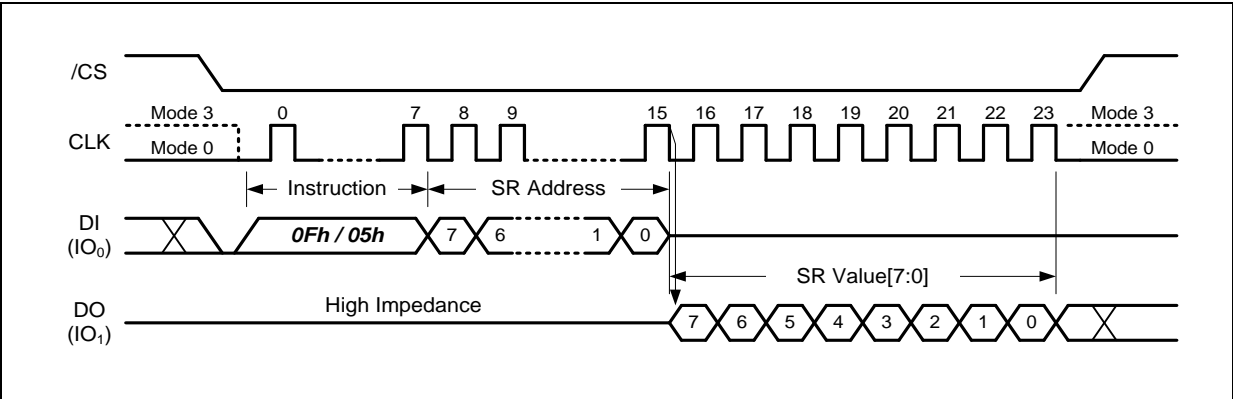 /CS
Mode 3 0 7 8 9 15 16 17 18 19 20 21 22 23 Mode 3
CLK
Mode 0 Mode 0
Instruction SR Address
DI
(IO₀)
0Fh / 05h 7 6 1 0
SR Value[7:0]
High Impedance
DO
(IO₁)
7 6 5 4 3 2 1 0